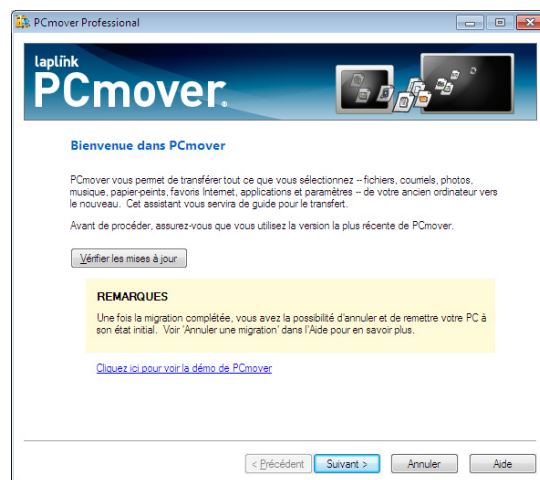 PCmover Professional
laplink
PCmover.
Bienvenue dans PCmover
PCmover vous permet de transférer tout ce que vous sélectionnez -- fichiers, courriels, photos,
musique, papier-peints, favoris Internet, applications et paramètres -- de votre ancien ordinateur vers
le nouveau. Cet assistant vous servira de guide pour le transfert.
Avant de procéder, assurez-vous que vous utilisez la version la plus récente de PCmover.
Vérifier les mises à jour
REMARQUES
Une fois la migration complétée, vous avez la possibilité d'annuler et de remettre votre PC à
son état initial. Voir 'Annuler une migration' dans l'Aide pour en savoir plus.
Cliquez ici pour voir la démo de PCmover
< Précédent
Suivant >
Annuler
Aide